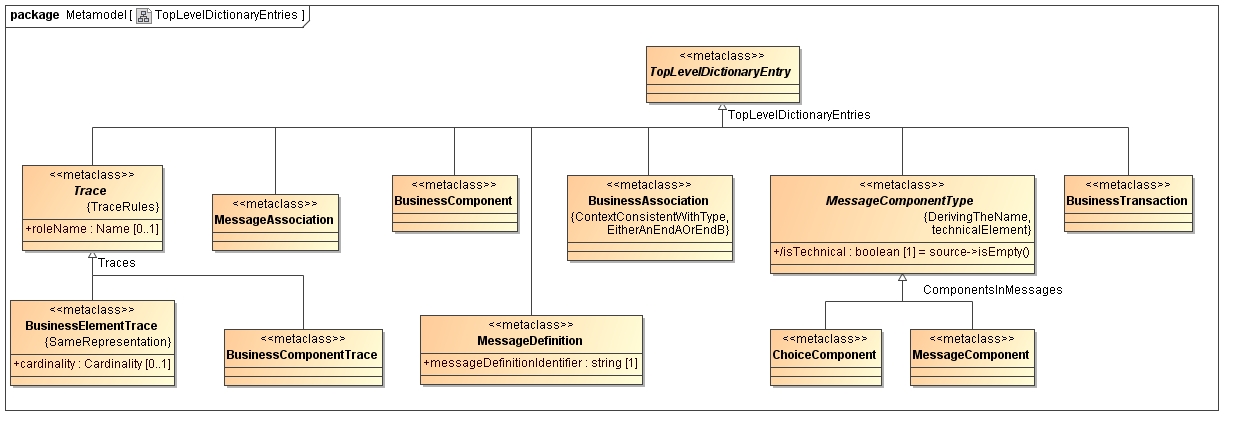 package Metamodel [ TopLevelDictionaryEntries ]
<<metaclass>>
TopLevelDictionaryEntry
TopLevelDictionaryEntries
<<metaclass>>
Trace
{TraceRules}
+roleName : Name [0..1]
<<metaclass>>
MessageAssociation
<<metaclass>>
BusinessComponent
<<metaclass>>
BusinessAssociation
{ContextConsistentWithType,
EitherAnEndAOrEndB}
<<metaclass>>
MessageComponentType
{DerivingTheName,
technicalElement}
+/isTechnical : boolean [1] = source->isEmpty()
<<metaclass>>
BusinessTransaction
Traces
ComponentsInMessages
<<metaclass>>
BusinessElementTrace
{SameRepresentation}
+cardinality : Cardinality [0..1]
<<metaclass>>
BusinessComponentTrace
<<metaclass>>
MessageDefinition
+messageDefinitionIdentifier : string [1]
<<metaclass>>
ChoiceComponent
<<metaclass>>
MessageComponent